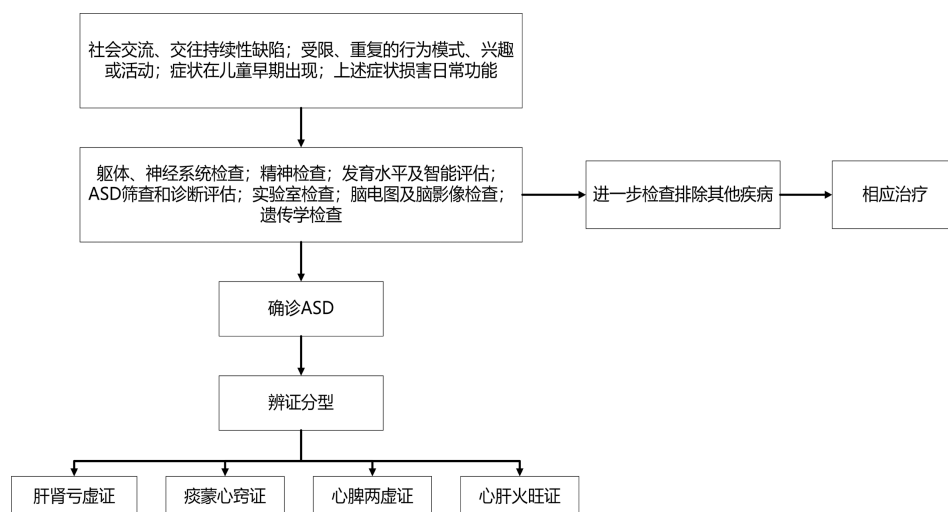 社会交流、交往持续性缺陷；受限、重复的行为模式、兴趣
或活动；症状在儿童早期出现；上述症状损害日常功能
躯体、神经系统检查；精神检查；发育水平及智能评估；
ASD筛查和诊断评估；实验室检查；脑电图及脑影像检查；
遗传学检查
进一步检查排除其他疾病
相应治疗
确诊ASD
辨证分型
肝肾亏虚证
痰蒙心窍证
心脾两虚证
心肝火旺证